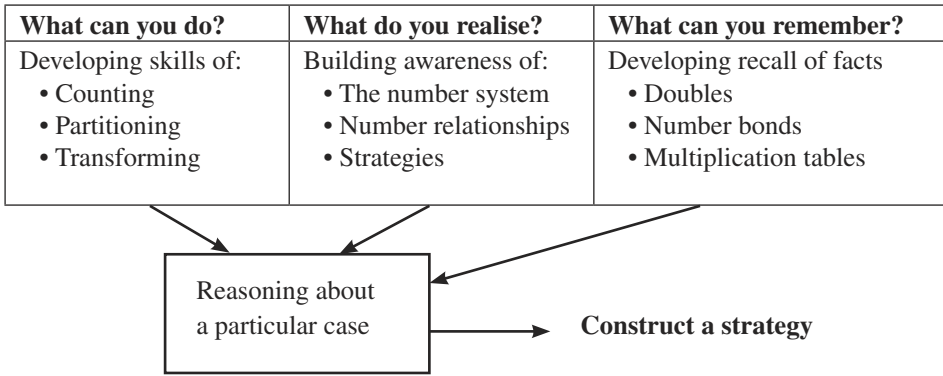 What can you do?
Developing skills of:
• Counting
• Partitioning
• Transforming
What do you realise?
Building awareness of:
• The number system
• Number relationships
• Strategies
What can you remember?
Developing recall of facts
• Doubles
• Number bonds
• Multiplication tables
Reasoning about
a particular case
Construct a strategy